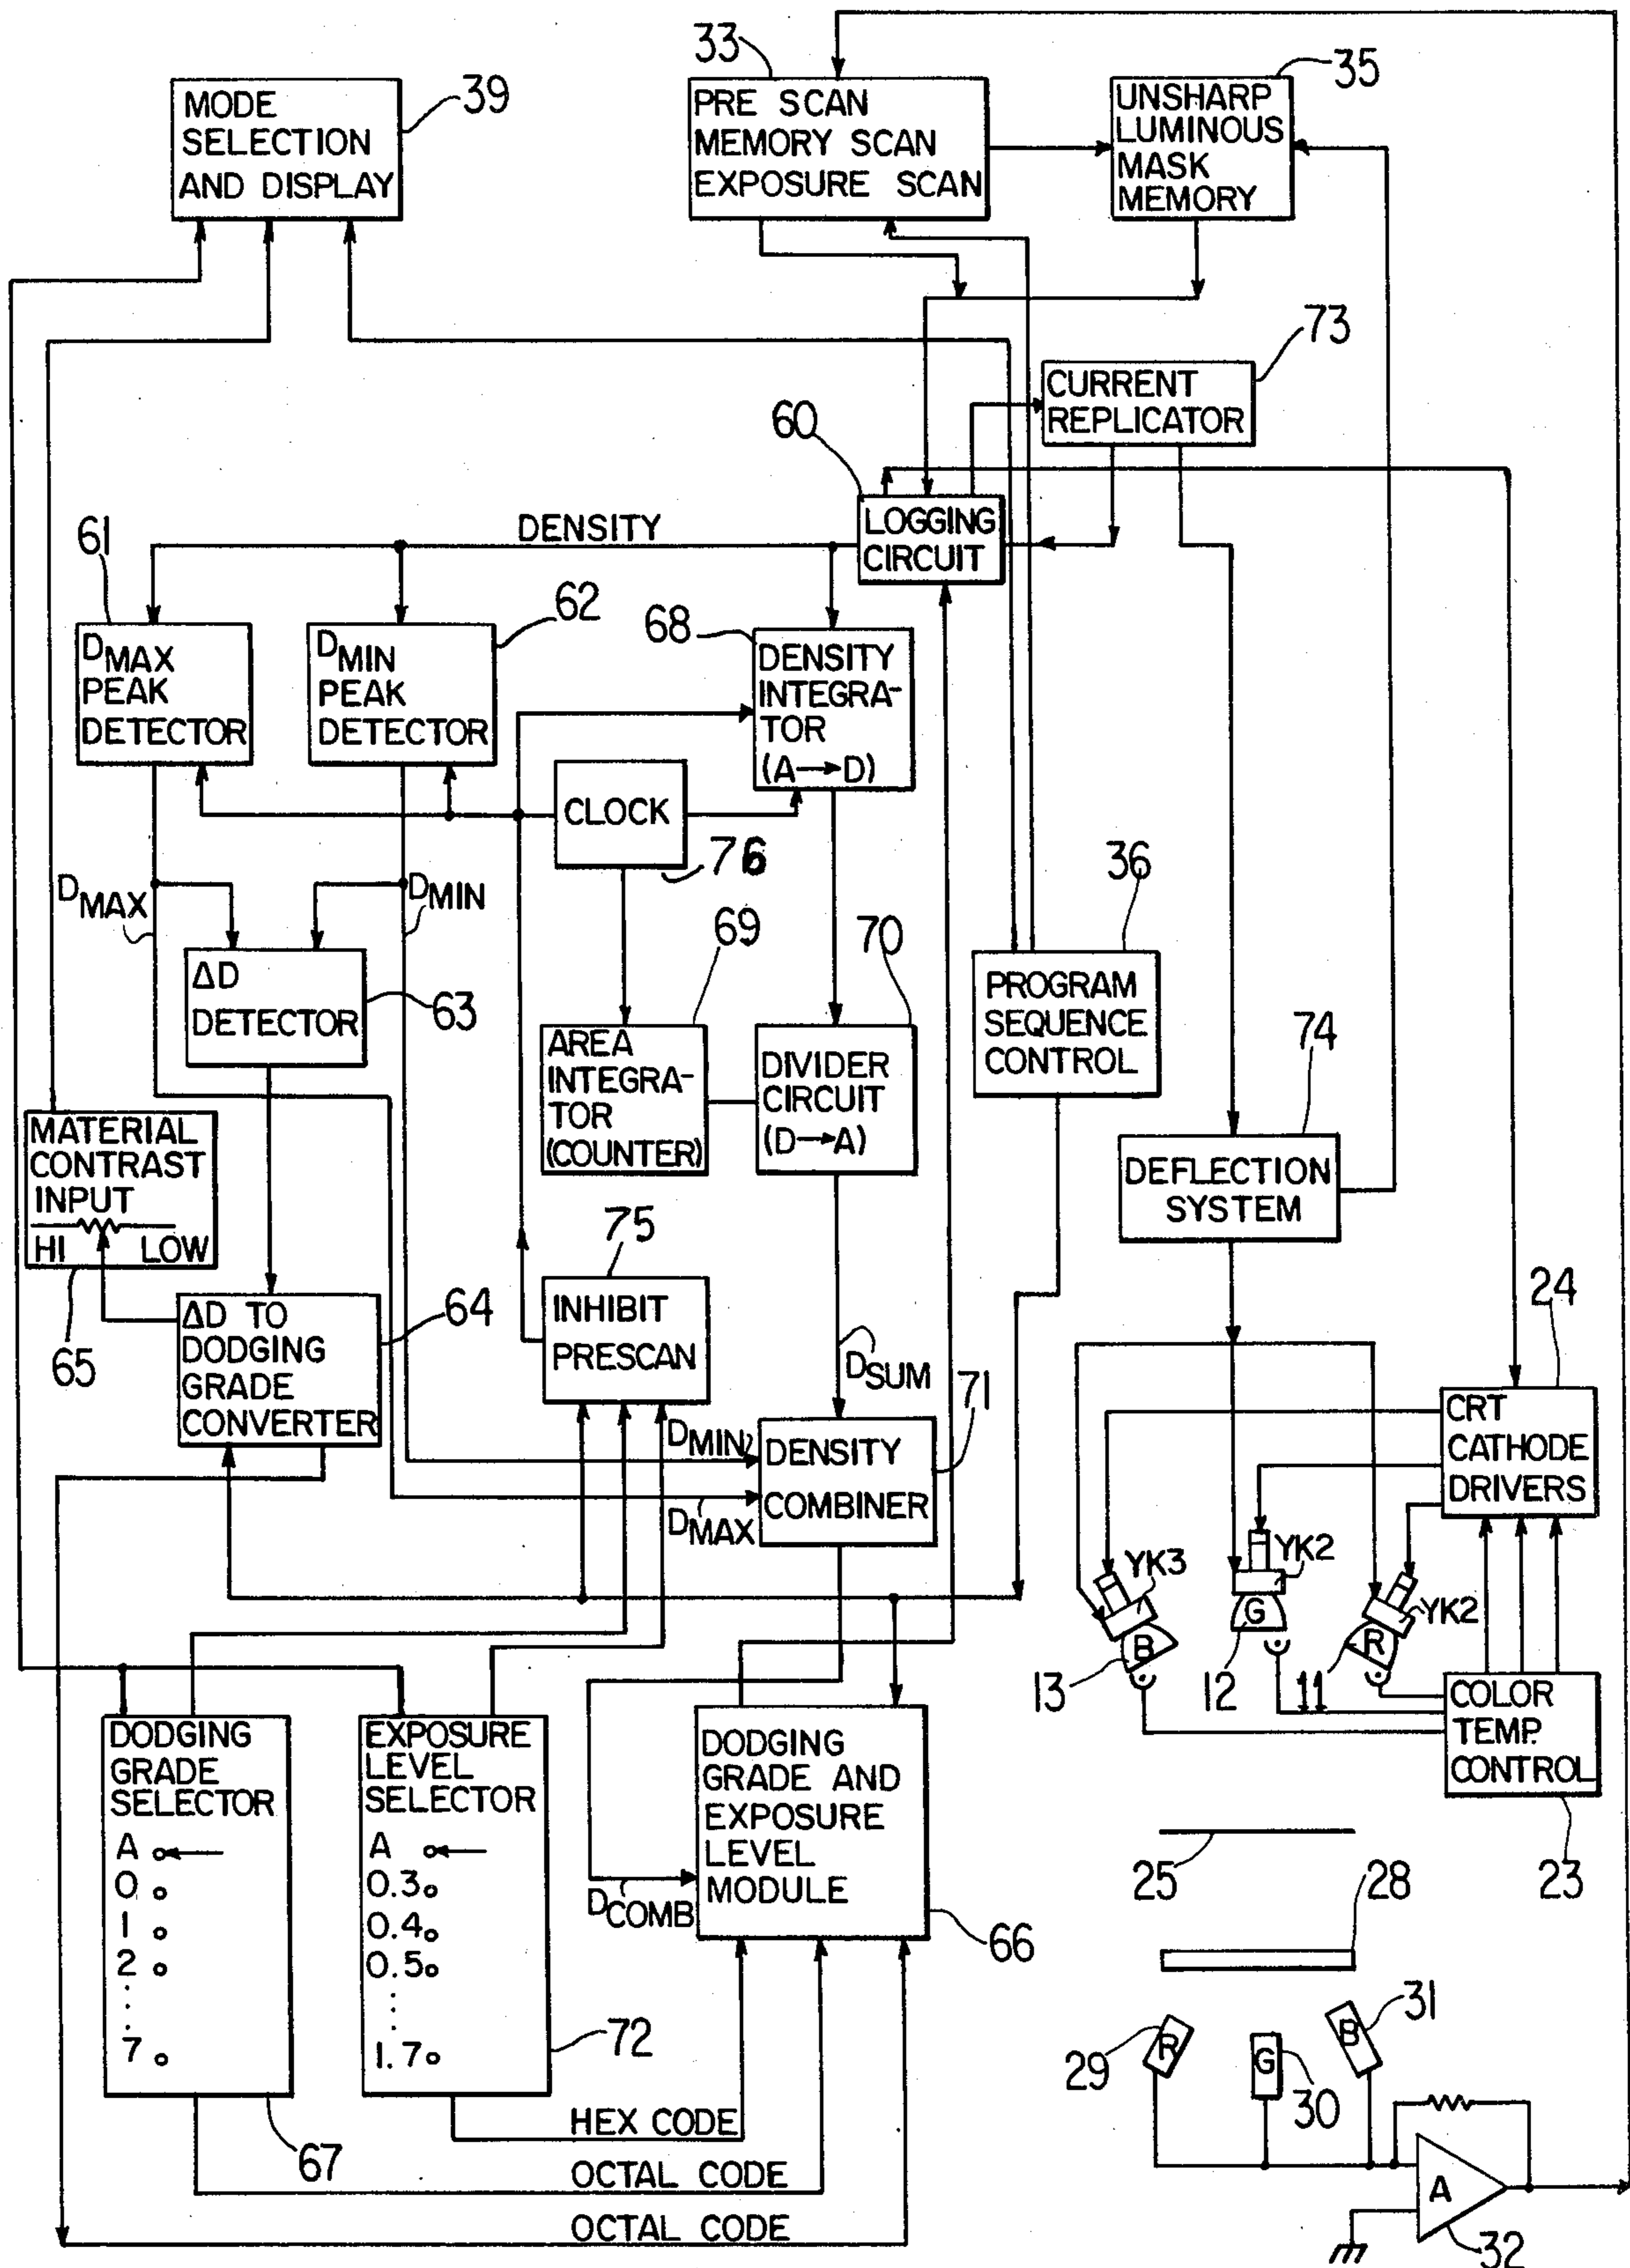 33
35
39
MODE
SELECTION
AND DISPLAY
PRE SCAN
MEMORY SCAN
EXPOSURE SCAN
UNSHARP
LUMINOUS
MASK
MEMORY
73
CURRENT
REPLICATOR
60
LOGGING
CIRCUIT
DENSITY
61
62
68
DMAX
PEAK
DETECTOR
DMIN
PEAK
DETECTOR
DENSITY
INTEGRA-
TOR
(A→D)
CLOCK
76
36
DMAX
DMIN
69
70
ΔD
DETECTOR
63
PROGRAM
SEQUENCE
CONTROL
AREA
INTEGRA-
TOR
(COUNTER)
DIVIDER
CIRCUIT
(D→A)
74
DEFLECTION
SYSTEM
MATERIAL
CONTRAST
INPUT
HI LOW
65
75
INHIBIT
PRESCAN
64
ΔD TO
DODGING
GRADE
CONVERTER
24
DSUM
71
CRT
CATHODE
DRIVERS
DMIN
DENSITY
COMBINER
DMAX
YK3
YK2
YK2
B
G
R
13
12
11
COLOR
TEMP.
CONTROL
23
DODGING
GRADE
SELECTOR
A
0
1
2
7
67
EXPOSURE
LEVEL
SELECTOR
A
0.3
0.4
0.5
1.7
72
DODGING
GRADE AND
EXPOSURE
LEVEL
MODULE
DCOMB
66
25
28
29
R
G
30
B
31
HEX CODE
OCTAL CODE
OCTAL CODE
A
32